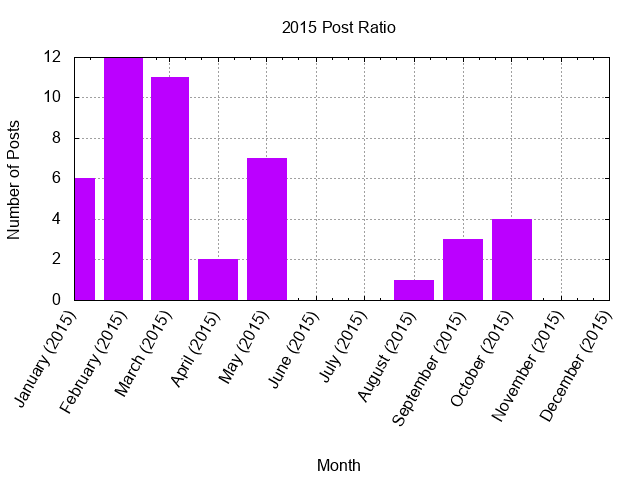 2015 Post Ratio
12
10
8
6
4
2
0
Number of Posts
January (2015)
February (2015)
March (2015)
April (2015)
May (2015)
June (2015)
July (2015)
August (2015)
September (2015)
October (2015)
November (2015)
December (2015)
Month